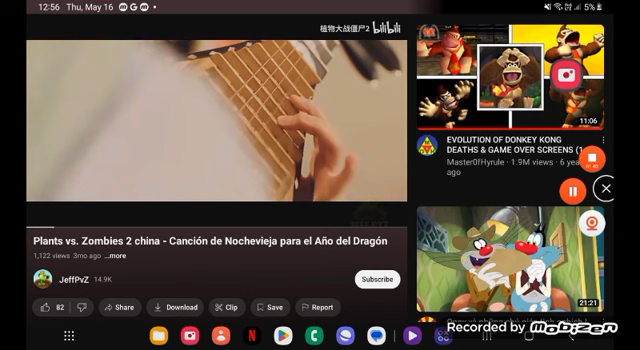 12:56 Thu, May 16
5%
植物大战僵尸2 bilibili
11:06
EVOLUTION OF DONKEY KONG
DEATHS & GAME OVER SCREENS (1
Master0fHyrule · 1.9M views · 6 yea
ago
Plants vs. Zombies 2 china - Canción de Nochevieja para el Año del Dragón
1,122 views 3mo ago ...more
JeffPvZ 14.9K
Subscribe
82
Share
Download
Clip
Save
Report
21:21
Recorded by mobizen